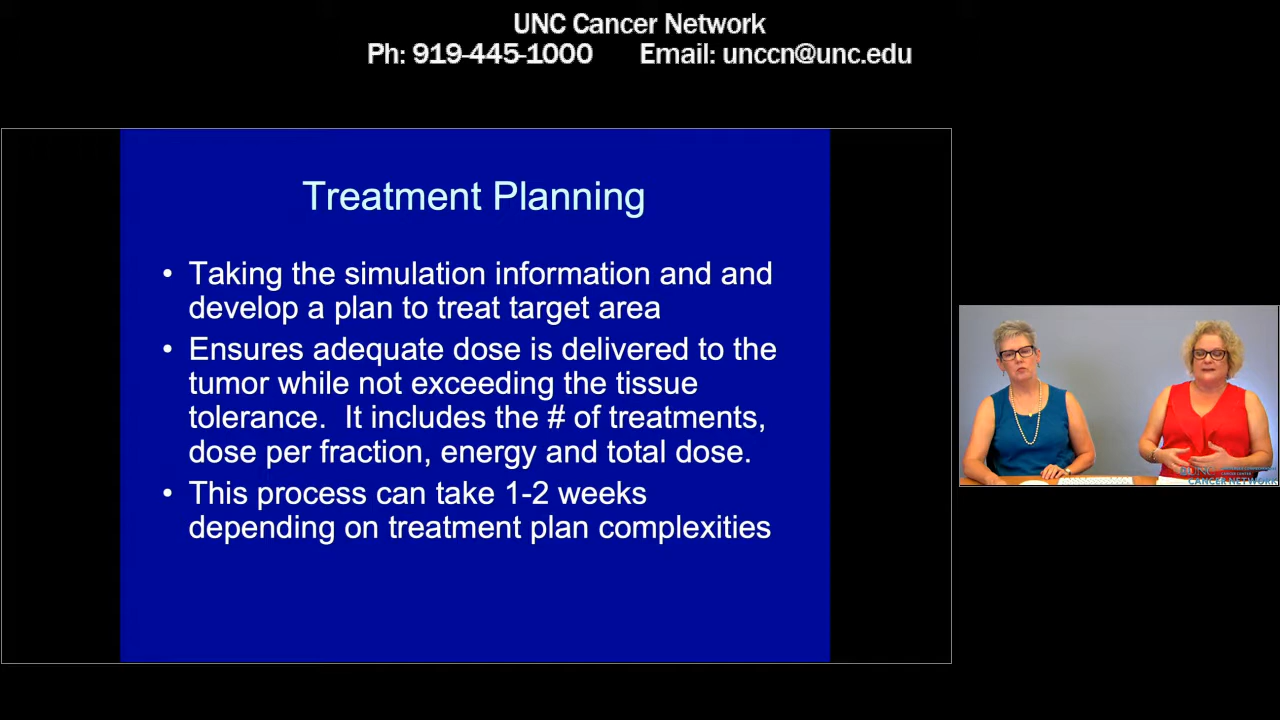 UNC Cancer Network
Ph: 919-445-1000 Email: unccn@unc.edu
Treatment Planning
• Taking the simulation information and and
develop a plan to treat target area
• Ensures adequate dose is delivered to the
tumor while not exceeding the tissue
tolerance. It includes the # of treatments,
dose per fraction, energy and total dose.
• This process can take 1-2 weeks
depending on treatment plan complexities
UNC
CANCER NETWORK